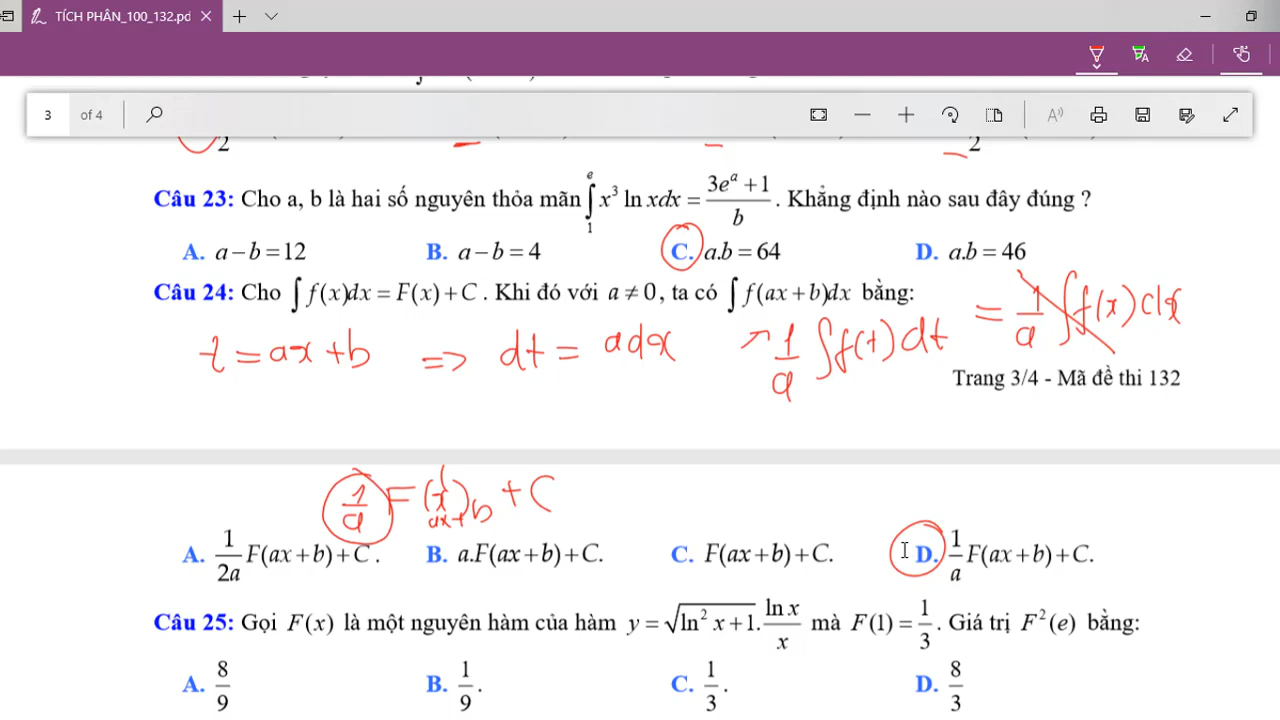 TÍCH PHÂN_100_132.pd
3 of 4
2 2
Câu 23: Cho a, b là hai số nguyên thỏa mãn ∫₁ᵉ x³ ln xdx = (3eᵃ + 1)/b. Khẳng định nào sau đây đúng ?
A. a − b = 12 B. a − b = 4 C. a.b = 64 D. a.b = 46
Câu 24: Cho ∫ f(x)dx = F(x) + C. Khi đó với a ≠ 0, ta có ∫ f(ax + b)dx bằng:
= 1/a ∫ f(x) dx
t = ax + b => dt = a dx 1/a ∫ f(t) dt
Trang 3/4 - Mã đề thi 132
1/a F(t) + C
ax + b
A. 1/2a F(ax + b) + C. B. a.F(ax + b) + C. C. F(ax + b) + C. D. 1/a F(ax + b) + C.
Câu 25: Gọi F(x) là một nguyên hàm của hàm y = √(ln² x + 1). ln x/x mà F(1) = 1/3. Giá trị F²(e) bằng:
A. 8/9 B. 1/9. C. 1/3. D. 8/3